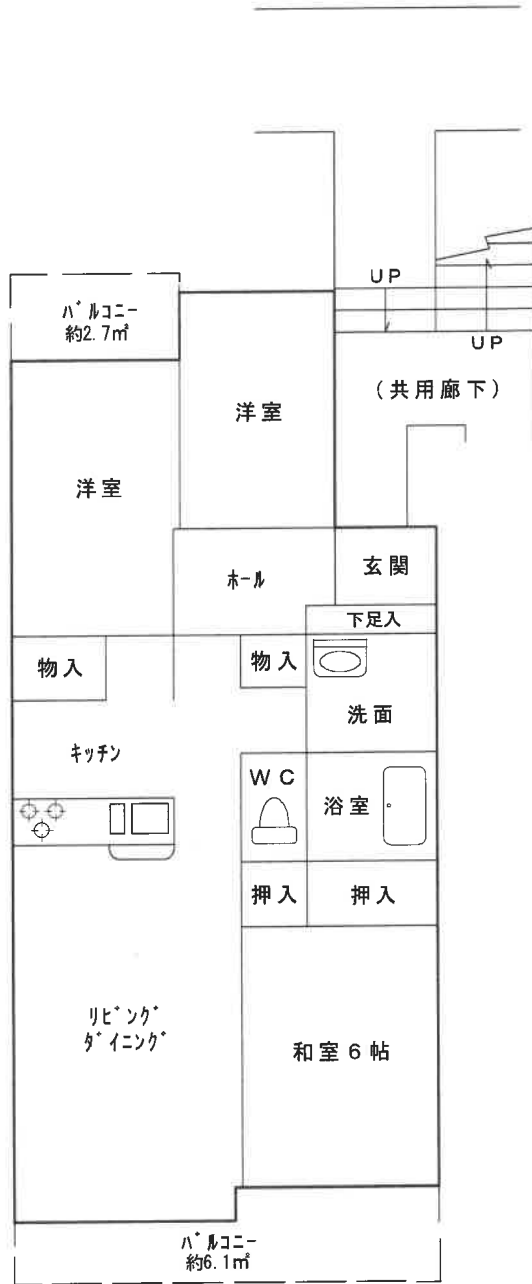 UP
バルコニー
約2.7㎡
UP
(共用廊下)
洋室
洋室
玄関
ホール
下足入
物入
物入
洗面
キッチン
WC
浴室
押入
押入
リビング
ダイニング
和室6帖
バルコニー
約6.1㎡